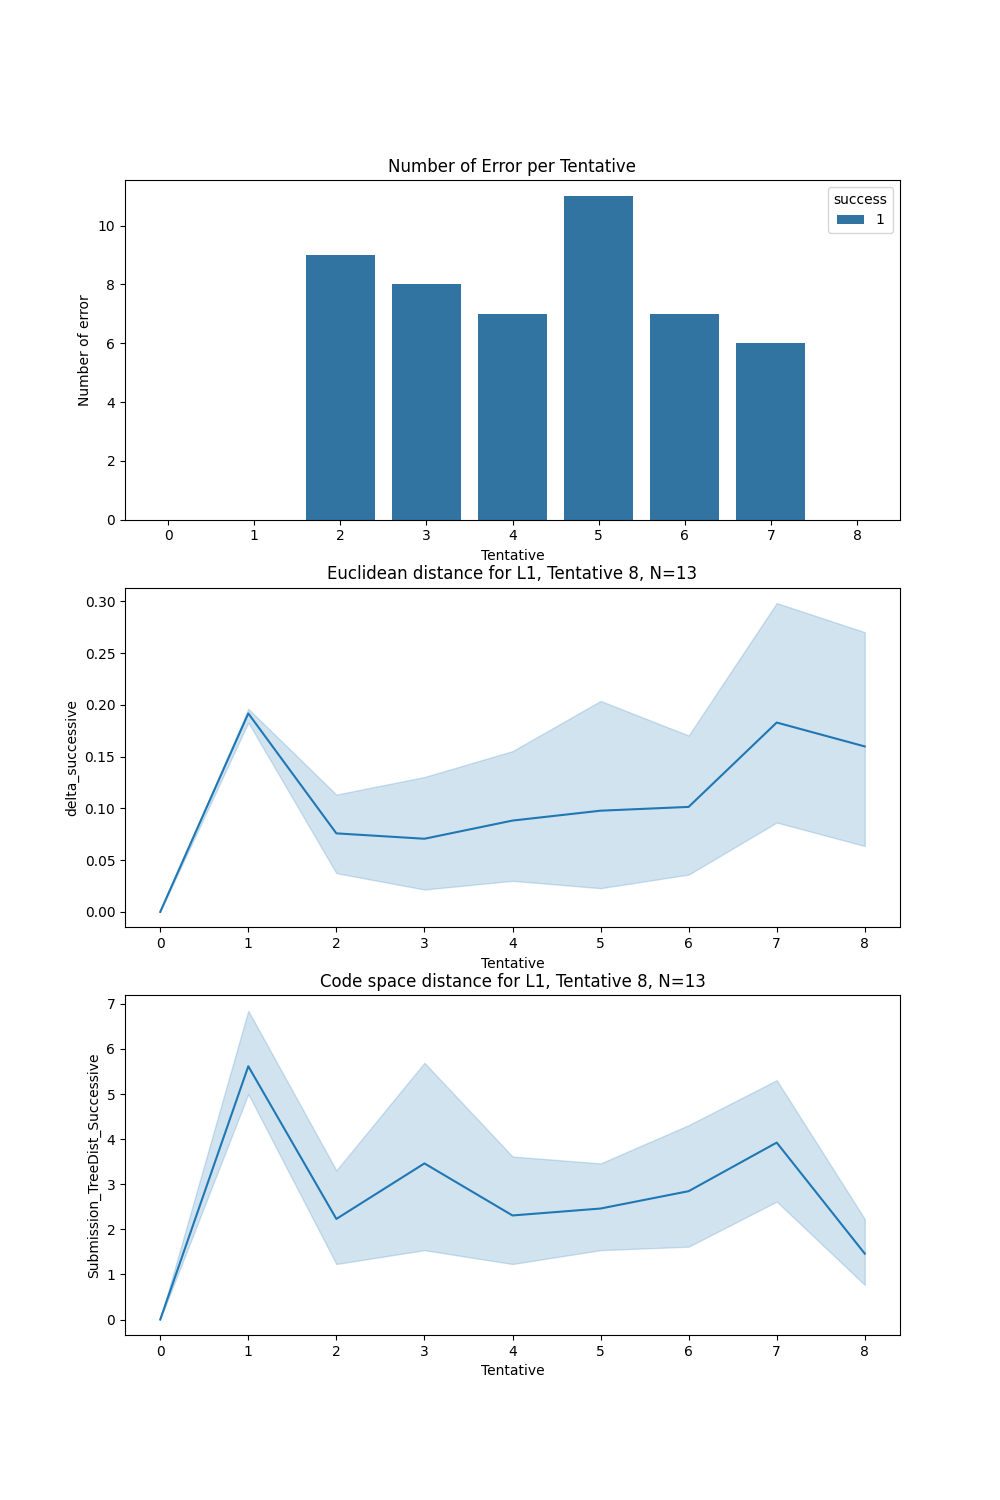 Number of Error per Tentative
success
1
Number of error
10
8
6
4
2
0
0 1 2 3 4 5 6 7 8
Tentative
Euclidean distance for L1, Tentative 8, N=13
delta_successive
0.30
0.25
0.20
0.15
0.10
0.05
0.00
0 1 2 3 4 5 6 7 8
Tentative
Code space distance for L1, Tentative 8, N=13
Submission_TreeDist_Successive
7
6
5
4
3
2
1
0
0 1 2 3 4 5 6 7 8
Tentative